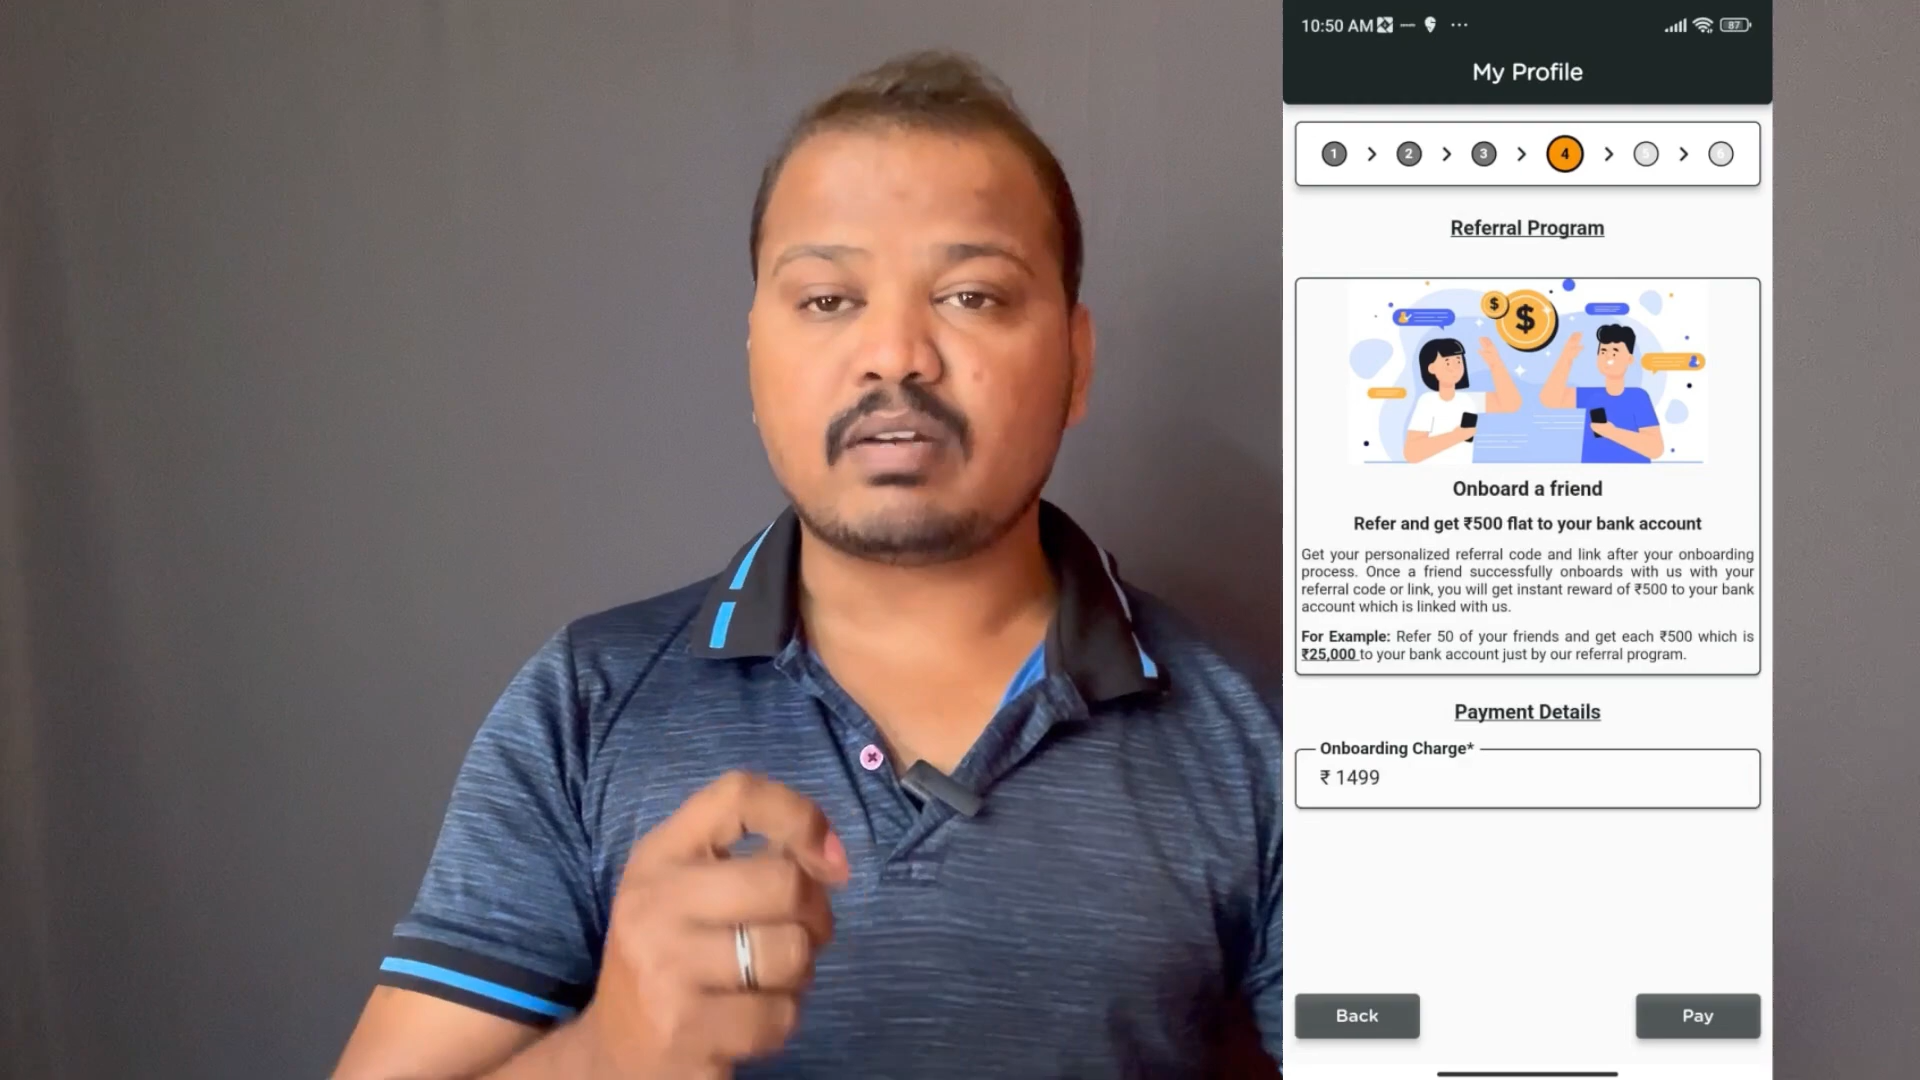 10:50 AM
87
My Profile
1
2
3
4
5
6
Referral Program
$
$
Onboard a friend
Refer and get ₹500 flat to your bank account
Get your personalized referral code and link after your onboarding
process. Once a friend successfully onboards with us with your
referral code or link, you will get instant reward of ₹500 to your bank
account which is linked with us.
For Example: Refer 50 of your friends and get each ₹500 which is
₹25,000 to your bank account just by our referral program.
Payment Details
Onboarding Charge*
₹ 1499
Back
Pay